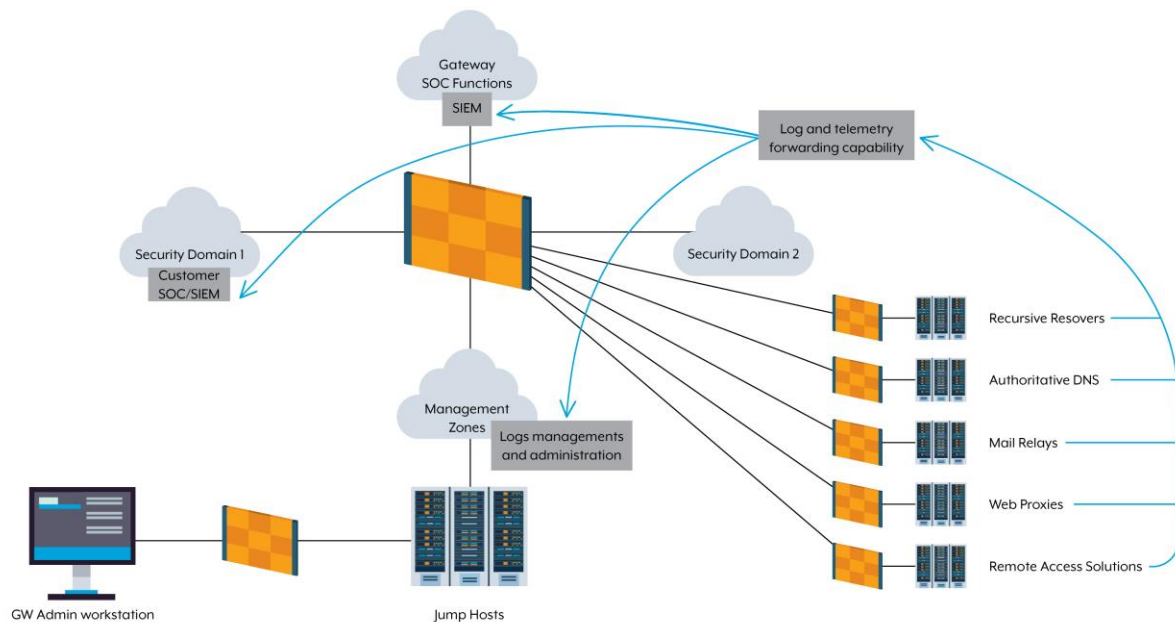 Gateway
SOC Functions
SIEM
Log and telemetry
forwarding capability
Security Domain 1
Customer
SOC/SIEM
Security Domain 2
Recursive Resovers
Authoritative DNS
Management
Zones
Logs managements
and administration
Mail Relays
Web Proxies
Remote Access Solutions
GW Admin workstation
Jump Hosts